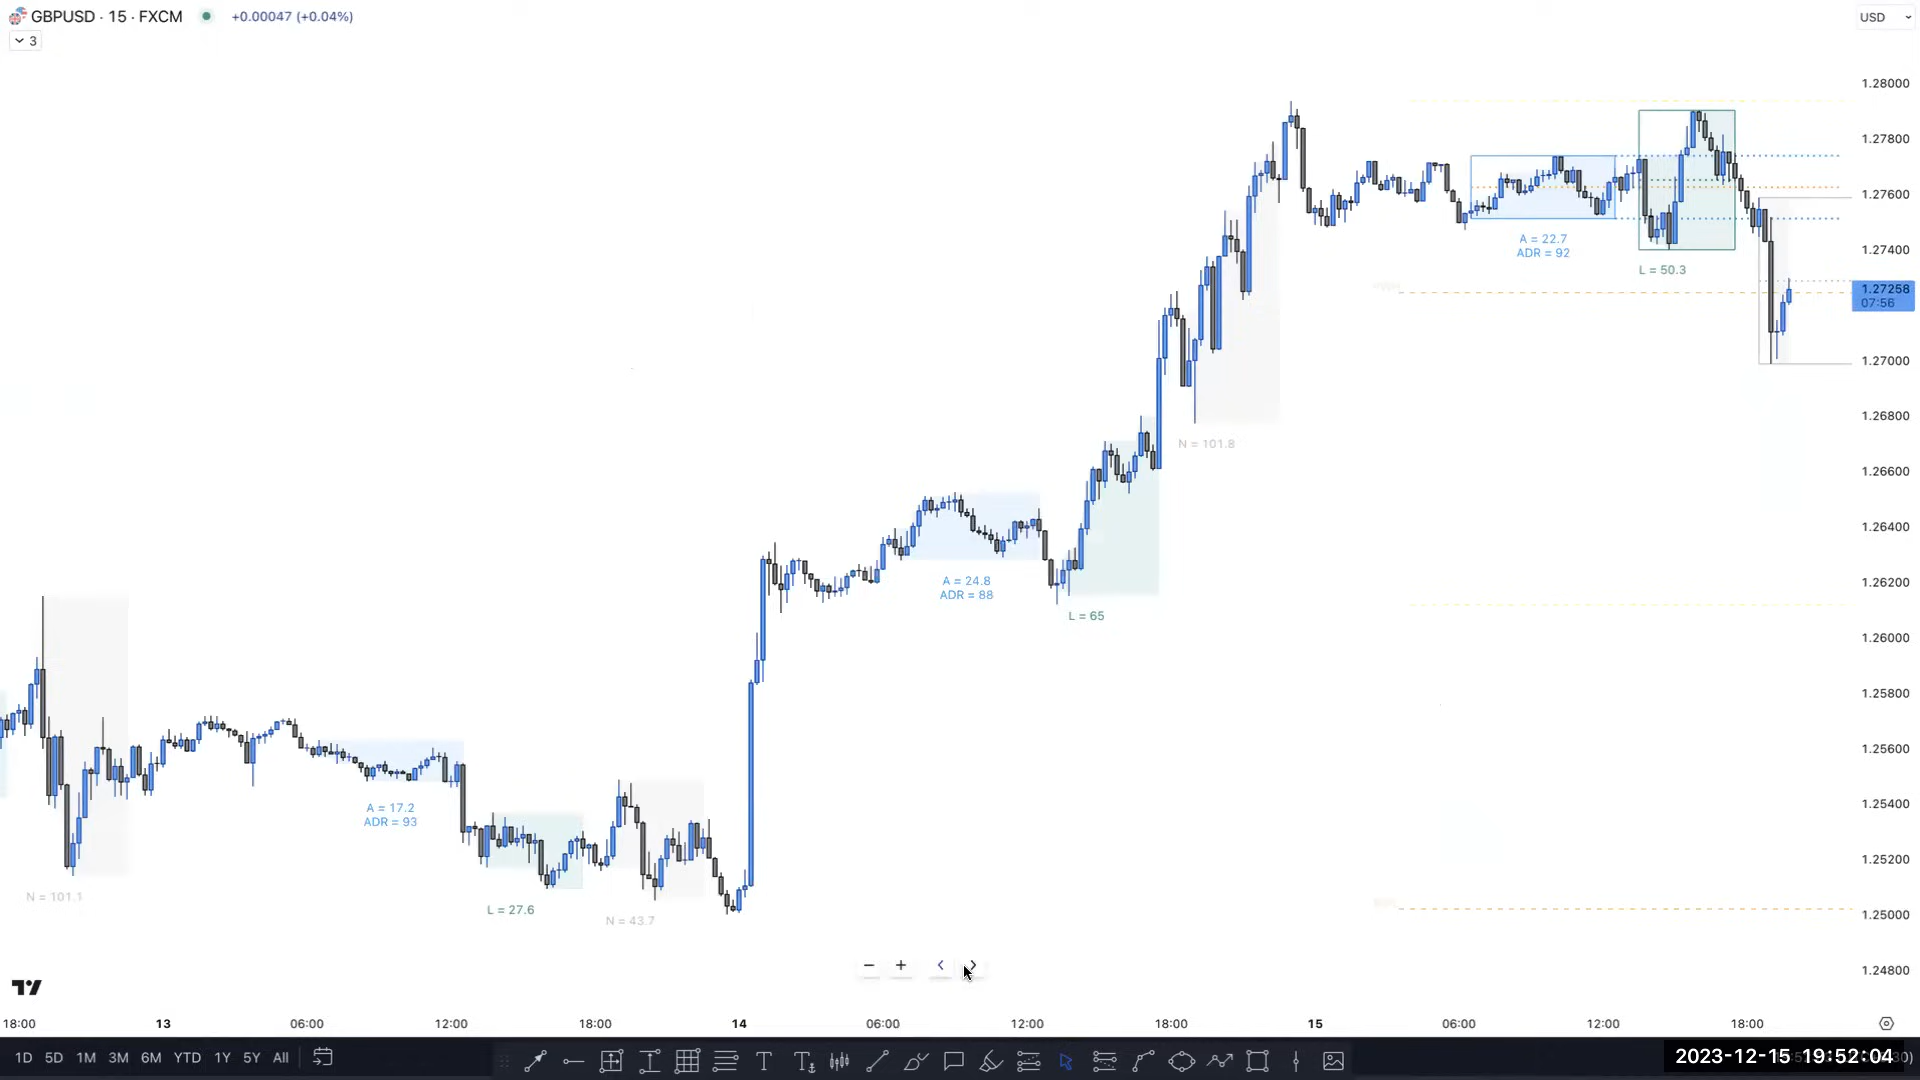 GBPUSD · 15 · FXCM
+0.00047 (+0.04%)
USD
3
1.28000
1.27800
1.27600
1.27400
1.27258
07:56
1.27000
1.26800
1.26600
1.26400
1.26200
1.26000
1.25800
1.25600
1.25400
1.25200
1.25000
1.24800
A = 22.7
ADR = 92
L = 50.3
N = 101.8
A = 24.8
ADR = 88
L = 65
A = 17.2
ADR = 93
N = 101.1
L = 27.6
N = 43.7
18:00
13
06:00
12:00
18:00
14
06:00
12:00
18:00
15
06:00
12:00
18:00
1D
5D
1M
3M
6M
YTD
1Y
5Y
All
2023-12-15 19:52:04